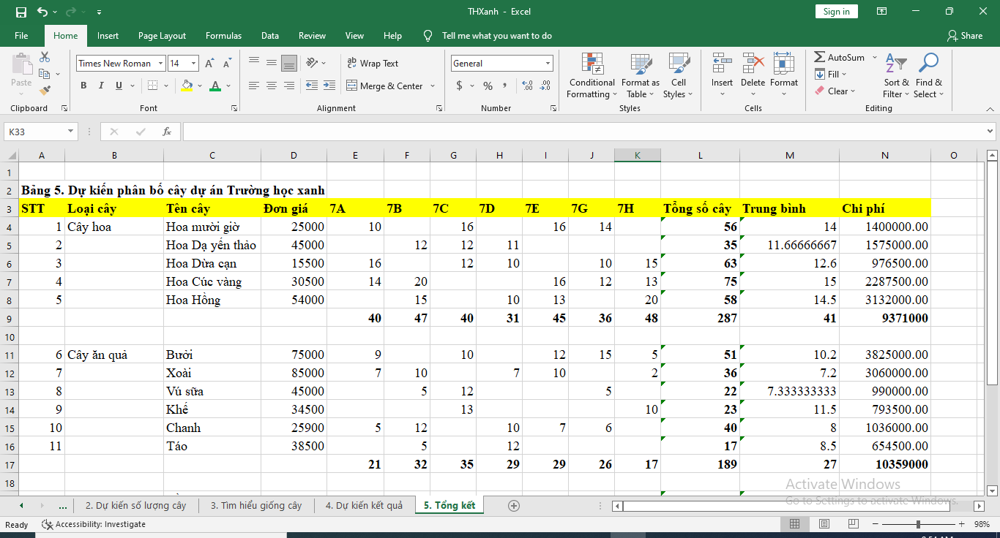 THXanh - Excel
Sign in
File Home Insert Page Layout Formulas Data Review View Help Tell me what you want to do Share
Paste
Clipboard
Times New Roman 14
B I U
Font
Wrap Text
Merge & Center
Alignment
General
$ % ,
Number
Conditional Formatting
Format as Table
Cell Styles
Styles
Insert Delete Format
Cells
AutoSum
Fill
Clear
Sort & Filter
Find & Select
Editing
K33 fx
A B C D E F G H I J K L M N O
1
2 Bảng 5. Dự kiến phân bố cây dự án Trường học xanh
3 STT Loại cây Tên cây Đơn giá 7A 7B 7C 7D 7E 7G 7H Tổng số cây Trung bình Chi phí
4 1 Cây hoa Hoa mười giờ 25000 10 16 16 14 56 14 1400000.00
5 2 Hoa Dạ yến thảo 45000 12 12 11 35 11.66666667 1575000.00
6 3 Hoa Dừa cạn 15500 16 12 10 10 15 63 12.6 976500.00
7 4 Hoa Cúc vàng 30500 14 20 16 12 13 75 15 2287500.00
8 5 Hoa Hồng 54000 15 10 13 20 58 14.5 3132000.00
9 40 47 40 31 45 36 48 287 41 9371000
10
11 6 Cây ăn quả Bưởi 75000 9 10 12 15 5 51 10.2 3825000.00
12 7 Xoài 85000 7 10 7 10 2 36 7.2 3060000.00
13 8 Vú sữa 45000 5 12 5 22 7.333333333 990000.00
14 9 Khế 34500 13 10 23 11.5 793500.00
15 10 Chanh 25900 5 12 10 7 6 40 8 1036000.00
16 11 Táo 38500 5 12 17 8.5 654500.00
17 21 32 35 29 29 26 17 189 27 10359000
18
Activate Windows
Go to Settings to activate Windows.
... 2. Dự kiến số lượng cây 3. Tìm hiểu giống cây 4. Dự kiến kết quả 5. Tổng kết
Ready Accessibility: Investigate 98%